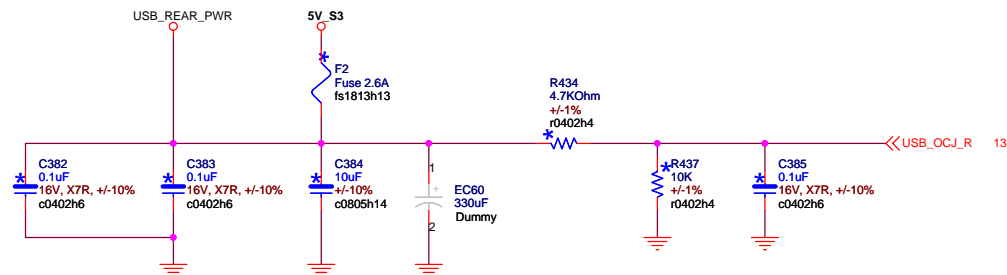 USB_REAR_PWR
5V_S3
F2
Fuse 2.6A
fs1813h13
R434
4.7KOhm
+/-1%
r0402h4
USB_OCJ_R 13
C382
0.1uF
16V, X7R, +/-10%
c0402h6
C383
0.1uF
16V, X7R, +/-10%
c0402h6
C384
10uF
+/-10%
c0805h14
1
EC60
330uF
Dummy
2
R437
10K
+/-1%
r0402h4
C385
0.1uF
16V, X7R, +/-10%
c0402h6